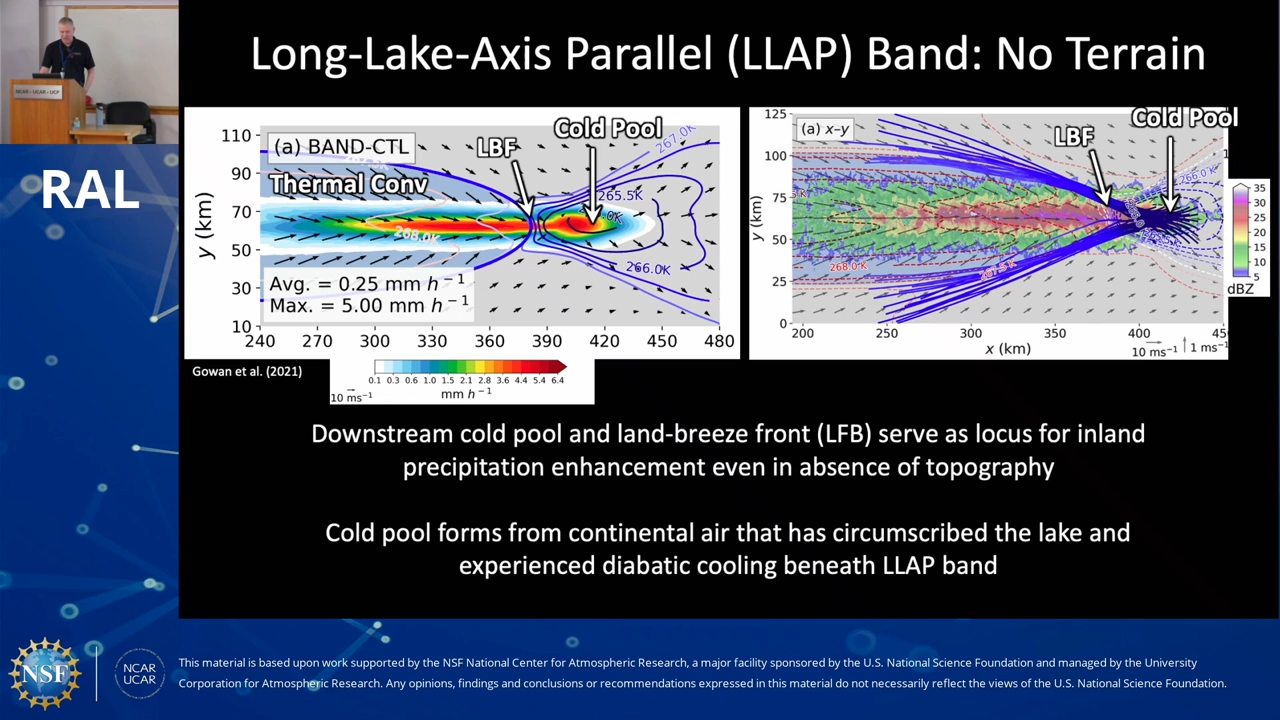 NCAR - UCAR - UCP
RAL
Long-Lake-Axis Parallel (LLAP) Band: No Terrain
(a) BAND-CTL
Thermal Conv
LBF
Cold Pool
267.0K
265.5K
268.0K
266.0K
Avg. = 0.25 mm h⁻¹
Max. = 5.00 mm h⁻¹
y (km)
110
90
70
50
30
10
240 270 300 330 360 390 420 450 480
Gowan et al. (2021)
0.1 0.3 0.6 1.0 1.5 2.1 2.8 3.6 4.4 5.4 6.4
10 ms⁻¹
mm h⁻¹
(a) x–y
LBF
Cold Pool
266.0 K
268.0 K
267.5 K
y (km)
125
100
75
50
25
0
200 250 300 350 400
x (km)
10 ms⁻¹ 1 ms⁻¹
35
30
25
20
15
10
5
dBZ
Downstream cold pool and land-breeze front (LFB) serve as locus for inland
precipitation enhancement even in absence of topography
Cold pool forms from continental air that has circumscribed the lake and
experienced diabatic cooling beneath LLAP band
NSF
NCAR
UCAR
This material is based upon work supported by the NSF National Center for Atmospheric Research, a major facility sponsored by the U.S. National Science Foundation and managed by the University
Corporation for Atmospheric Research. Any opinions, findings and conclusions or recommendations expressed in this material do not necessarily reflect the views of the U.S. National Science Foundation.